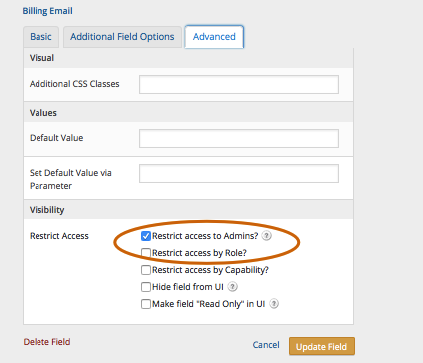 Billing Email
Basic
Additional Field Options
Advanced
Visual
Additional CSS Classes
Values
Default Value
Set Default Value via
Parameter
Visibility
Restrict Access
Restrict access to Admins? ?
Restrict access by Role?
Restrict access by Capability?
Hide field from UI ?
Make field "Read Only" in UI ?
Delete Field
Cancel
Update Field